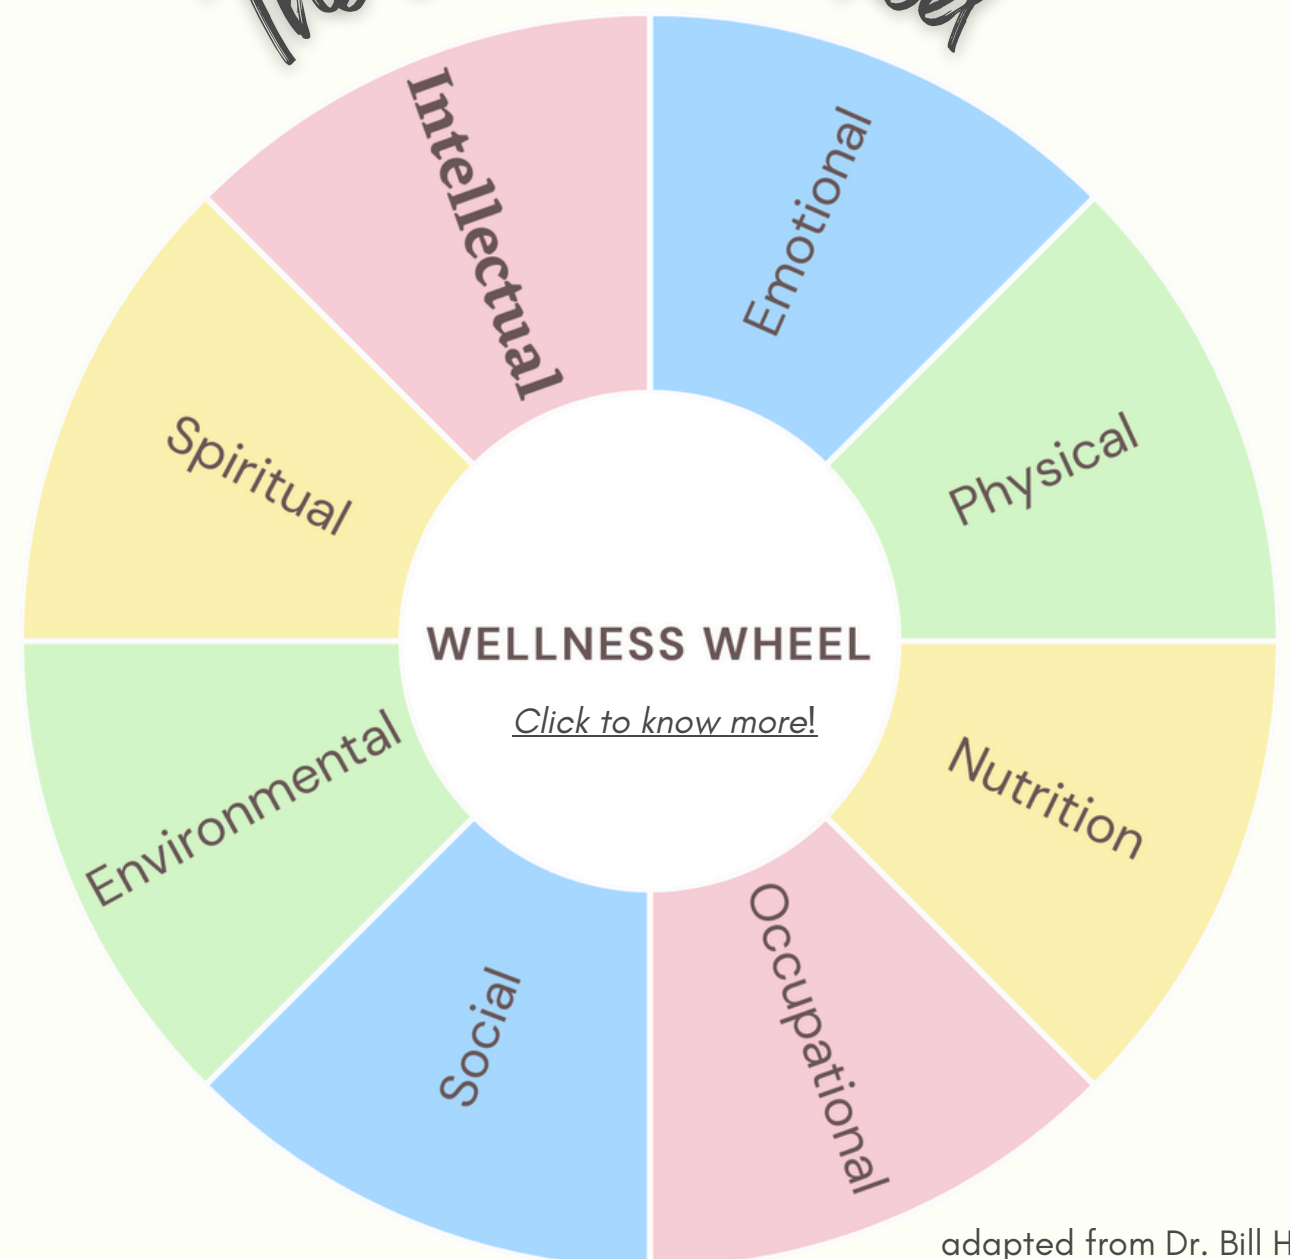 Intellectual
Emotional
Spiritual
Physical
WELLNESS WHEEL
Click to know more!
Environmental
Nutrition
Social
Occupational
adapted from Dr. Bill H